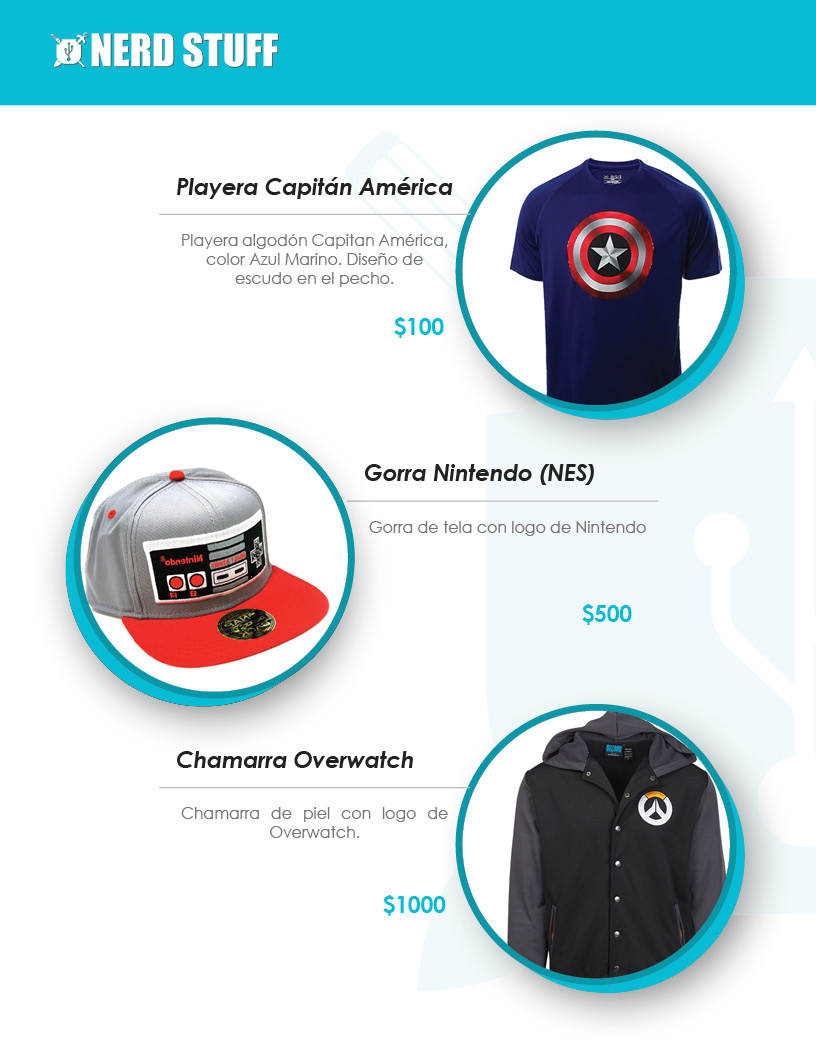 NERD STUFF
Playera Capitán América
Playera algodón Capitan América,
color Azul Marino. Diseño de
escudo en el pecho.
$100
Gorra Nintendo (NES)
Gorra de tela con logo de Nintendo
Nintendo®
B A
$500
Chamarra Overwatch
Chamarra de piel con logo de
Overwatch.
$1000